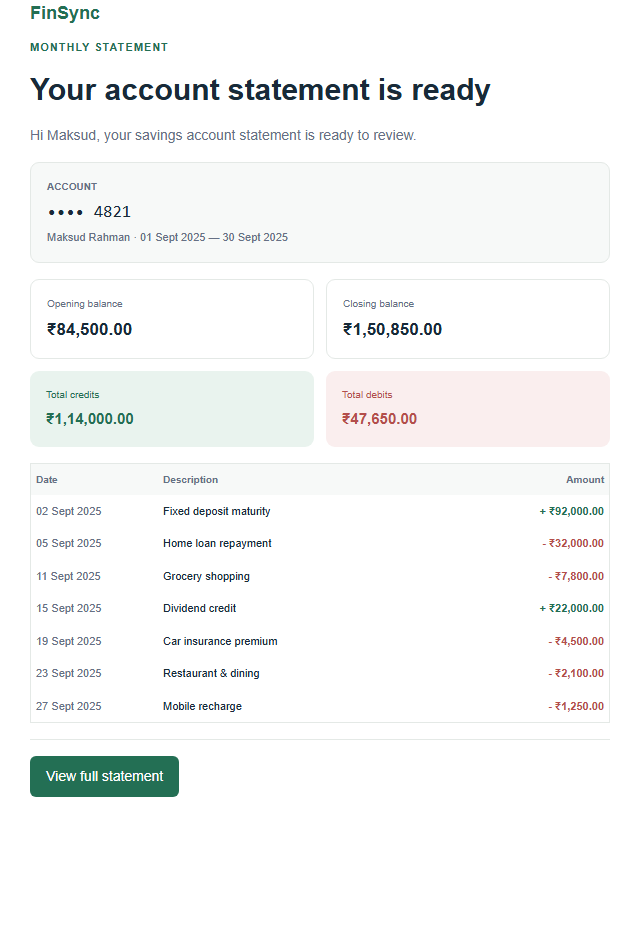 FinSync
MONTHLY STATEMENT
Your account statement is ready
Hi Maksud, your savings account statement is ready to review.
ACCOUNT
•••• 4821
Maksud Rahman · 01 Sept 2025 — 30 Sept 2025
Opening balance
₹84,500.00
Closing balance
₹1,50,850.00
Total credits
₹1,14,000.00
Total debits
₹47,650.00
Date Description Amount
02 Sept 2025 Fixed deposit maturity + ₹92,000.00
05 Sept 2025 Home loan repayment - ₹32,000.00
11 Sept 2025 Grocery shopping - ₹7,800.00
15 Sept 2025 Dividend credit + ₹22,000.00
19 Sept 2025 Car insurance premium - ₹4,500.00
23 Sept 2025 Restaurant & dining - ₹2,100.00
27 Sept 2025 Mobile recharge - ₹1,250.00
View full statement